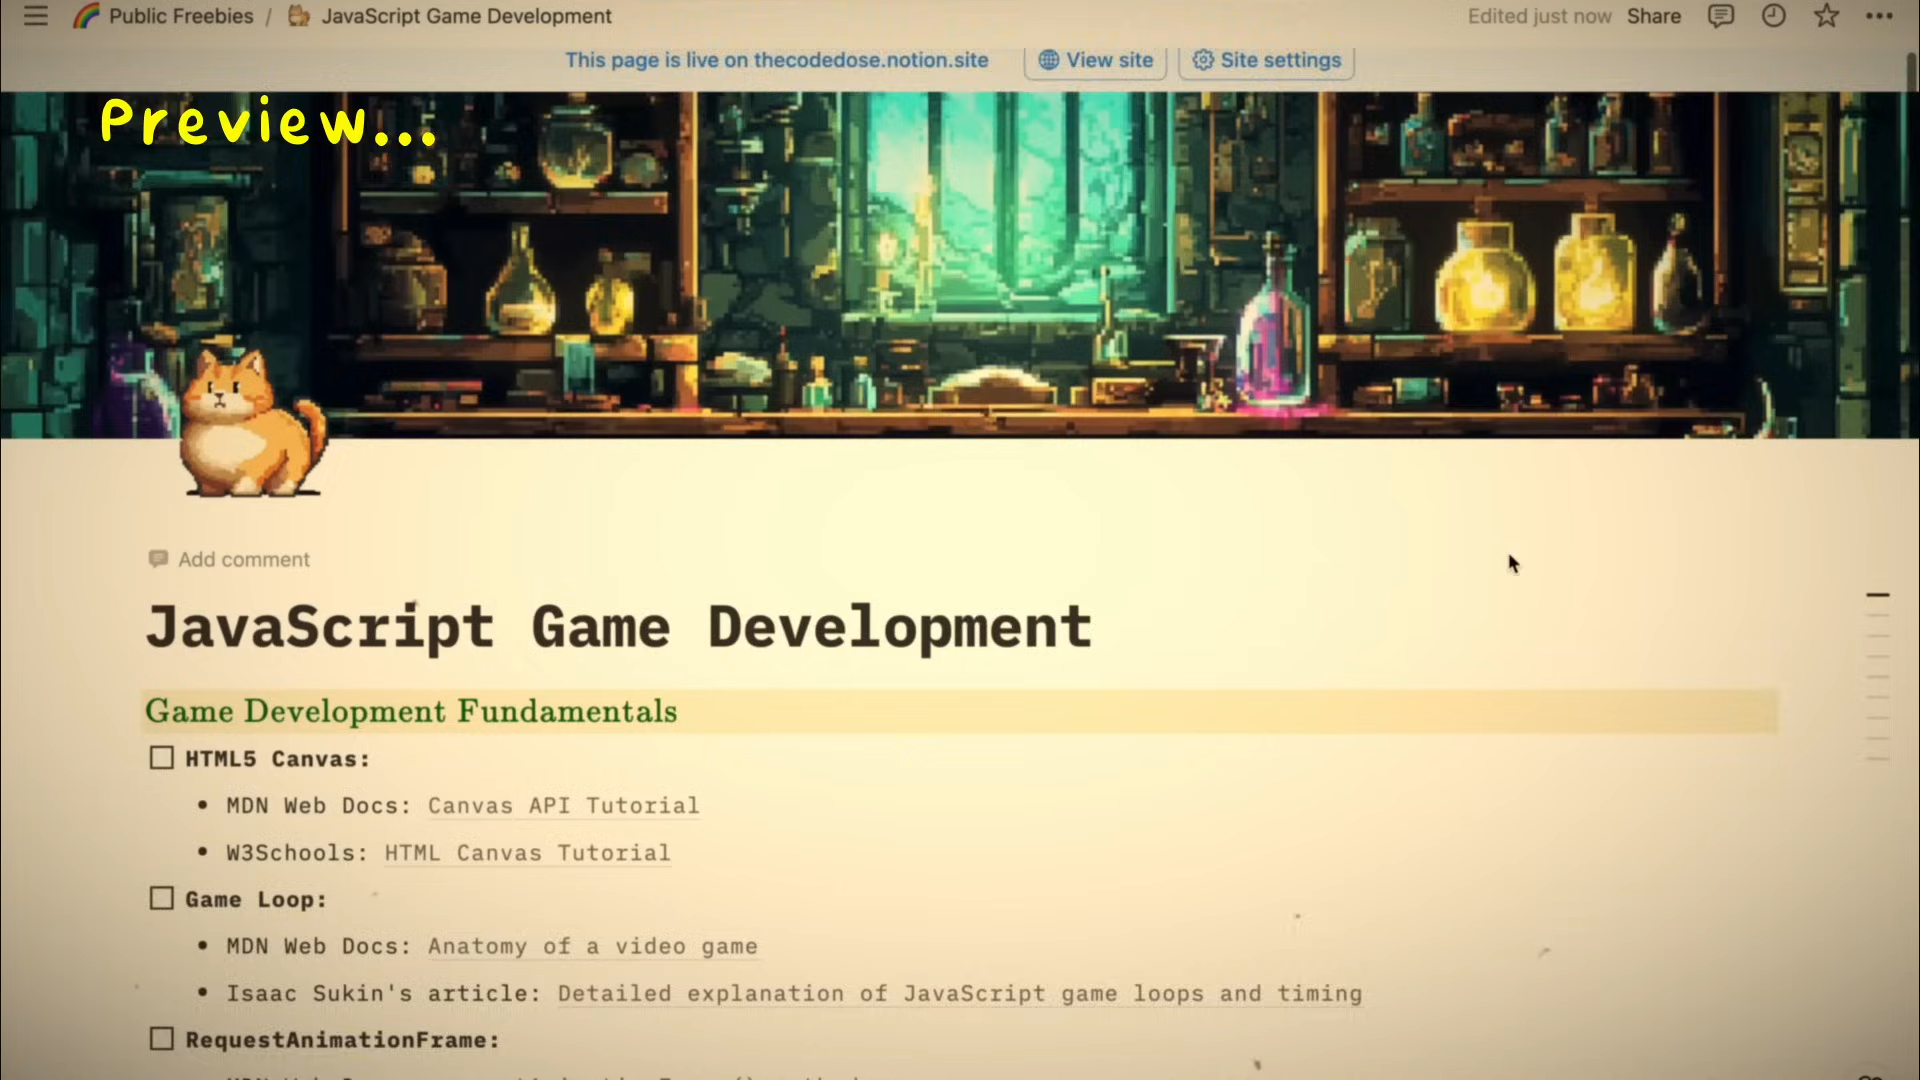 Public Freebies / JavaScript Game Development
Edited just now Share
This page is live on thecodedose.notion.site View site Site settings
Preview...
Add comment
JavaScript Game Development
Game Development Fundamentals
HTML5 Canvas:
• MDN Web Docs: Canvas API Tutorial
• W3Schools: HTML Canvas Tutorial
Game Loop:
• MDN Web Docs: Anatomy of a video game
• Isaac Sukin's article: Detailed explanation of JavaScript game loops and timing
RequestAnimationFrame: